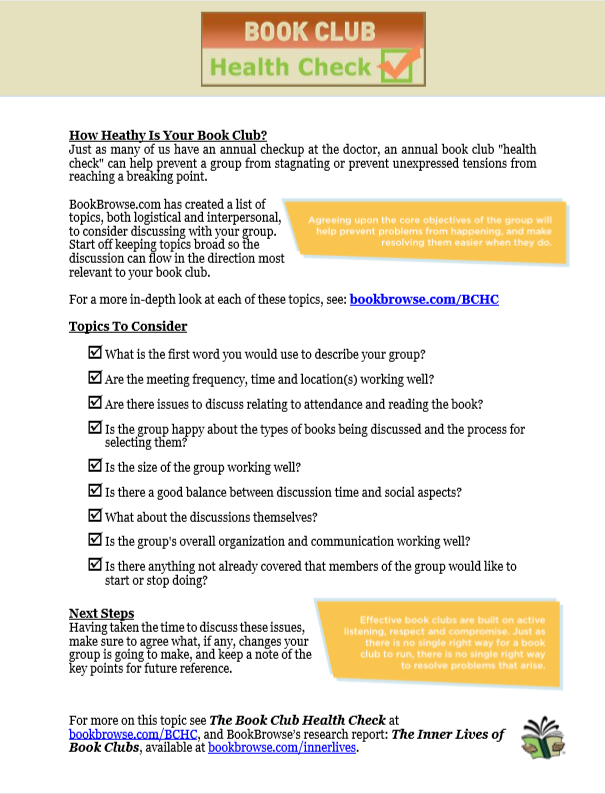 BOOK CLUB
Health Check
How Heathy Is Your Book Club?
Just as many of us have an annual checkup at the doctor, an annual book club "health
check" can help prevent a group from stagnating or prevent unexpressed tensions from
reaching a breaking point.
BookBrowse.com has created a list of
topics, both logistical and interpersonal,
to consider discussing with your group.
Start off keeping topics broad so the
discussion can flow in the direction most
relevant to your book club.
Agreeing upon the core objectives of the group will
help prevent problems from happening, and make
resolving them easier when they do.
For a more in-depth look at each of these topics, see: bookbrowse.com/BCHC
Topics To Consider
What is the first word you would use to describe your group?
Are the meeting frequency, time and location(s) working well?
Are there issues to discuss relating to attendance and reading the book?
Is the group happy about the types of books being discussed and the process for
selecting them?
Is the size of the group working well?
Is there a good balance between discussion time and social aspects?
What about the discussions themselves?
Is the group's overall organization and communication working well?
Is there anything not already covered that members of the group would like to
start or stop doing?
Next Steps
Having taken the time to discuss these issues,
make sure to agree what, if any, changes your
group is going to make, and keep a note of the
key points for future reference.
Effective book clubs are built on active
listening, respect and compromise. Just as
there is no single right way for a book
club to run, there is no single right way
to resolve problems that arise.
For more on this topic see The Book Club Health Check at
bookbrowse.com/BCHC, and BookBrowse's research report: The Inner Lives of
Book Clubs, available at bookbrowse.com/innerlives.